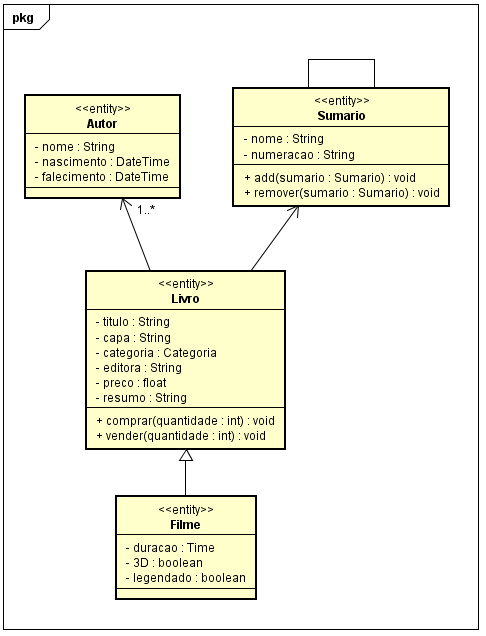 pkg
<<entity>>
Autor
- nome : String
- nascimento : DateTime
- falecimento : DateTime
<<entity>>
Sumario
- nome : String
- numeracao : String
+ add(sumario : Sumario) : void
+ remover(sumario : Sumario) : void
1..*
<<entity>>
Livro
- titulo : String
- capa : String
- categoria : Categoria
- editora : String
- preco : float
- resumo : String
+ comprar(quantidade : int) : void
+ vender(quantidade : int) : void
<<entity>>
Filme
- duracao : Time
- 3D : boolean
- legendado : boolean